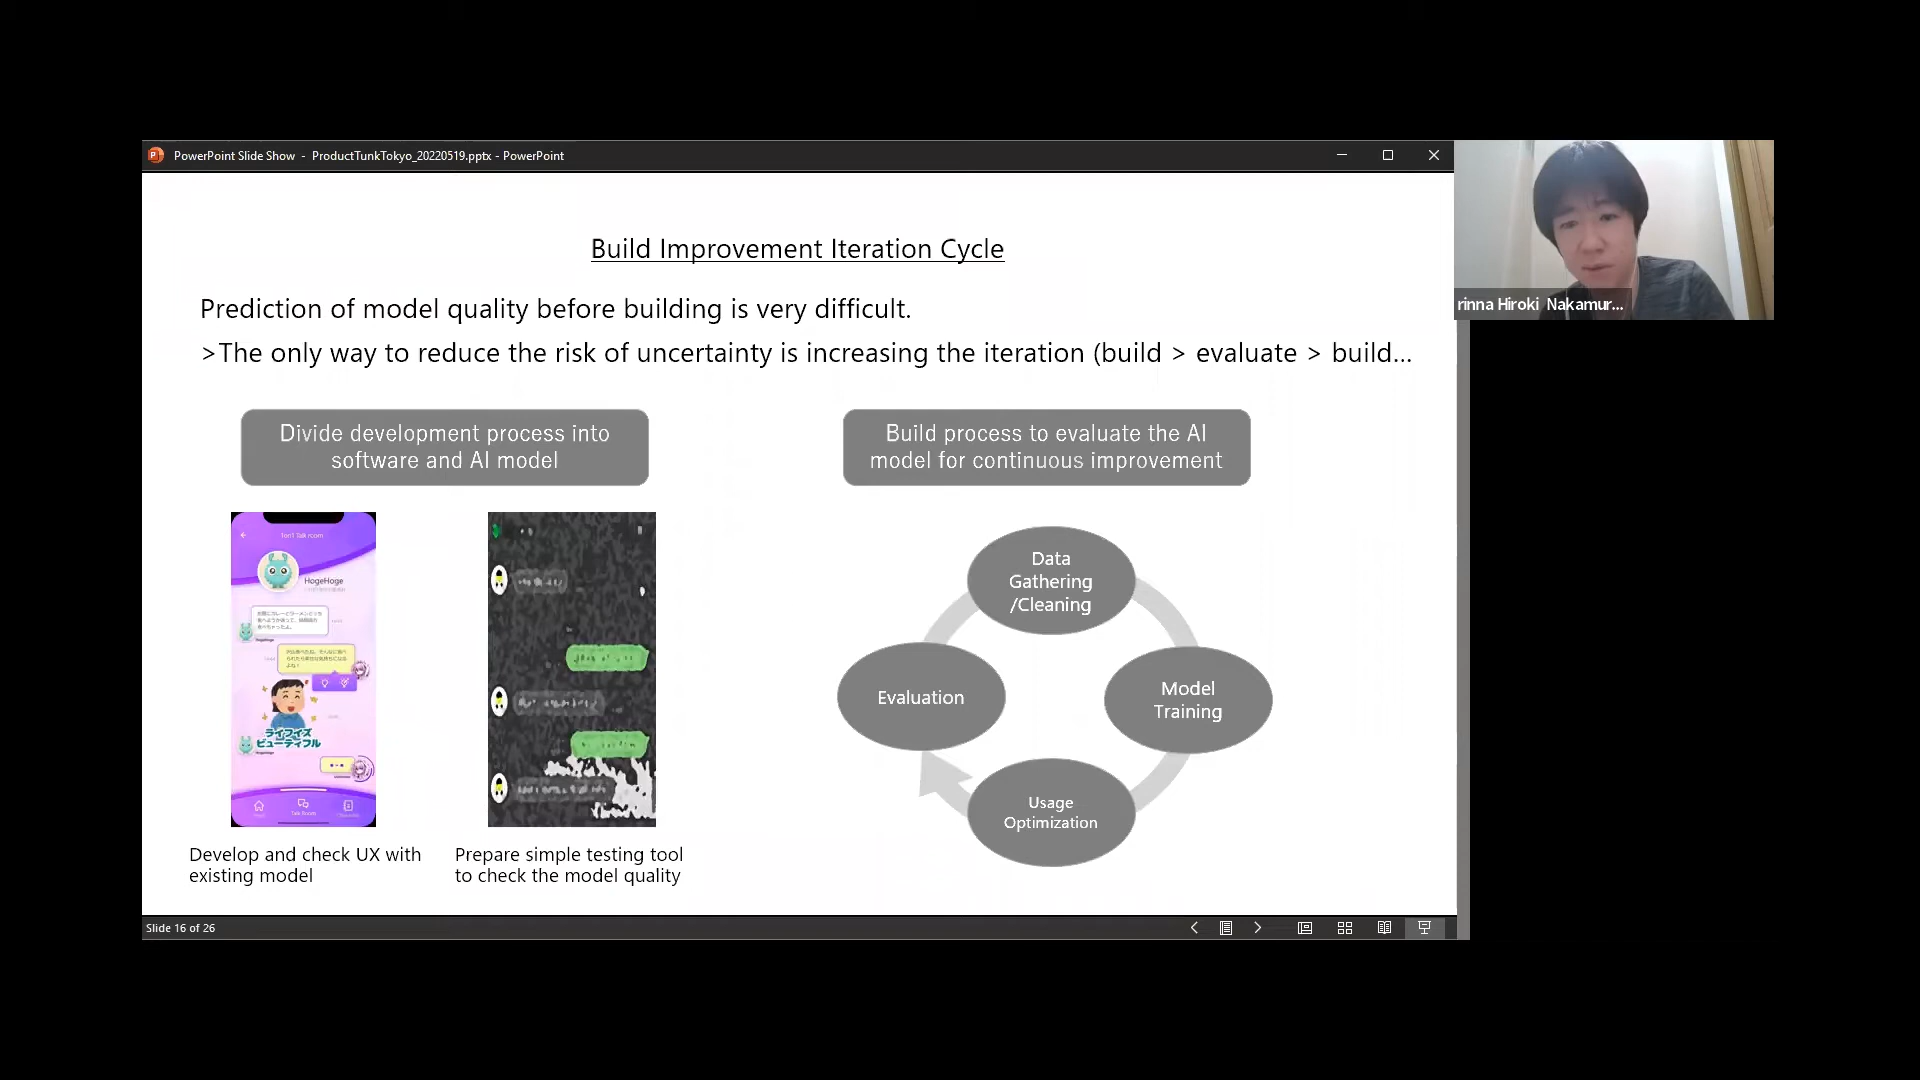 PowerPoint Slide Show - ProductTunkTokyo_20220519.pptx - PowerPoint
rinna Hiroki Nakamur...
Build Improvement Iteration Cycle
Prediction of model quality before building is very difficult.
>The only way to reduce the risk of uncertainty is increasing the iteration (build > evaluate > build...
Divide development process into
software and AI model
Build process to evaluate the AI
model for continuous improvement
1on1 Talk room
HogeHoge
ライフイズ
ビューティフル
Talk Room
Develop and check UX with
existing model
Prepare simple testing tool
to check the model quality
Data
Gathering
/Cleaning
Model
Training
Usage
Optimization
Evaluation
Slide 16 of 26